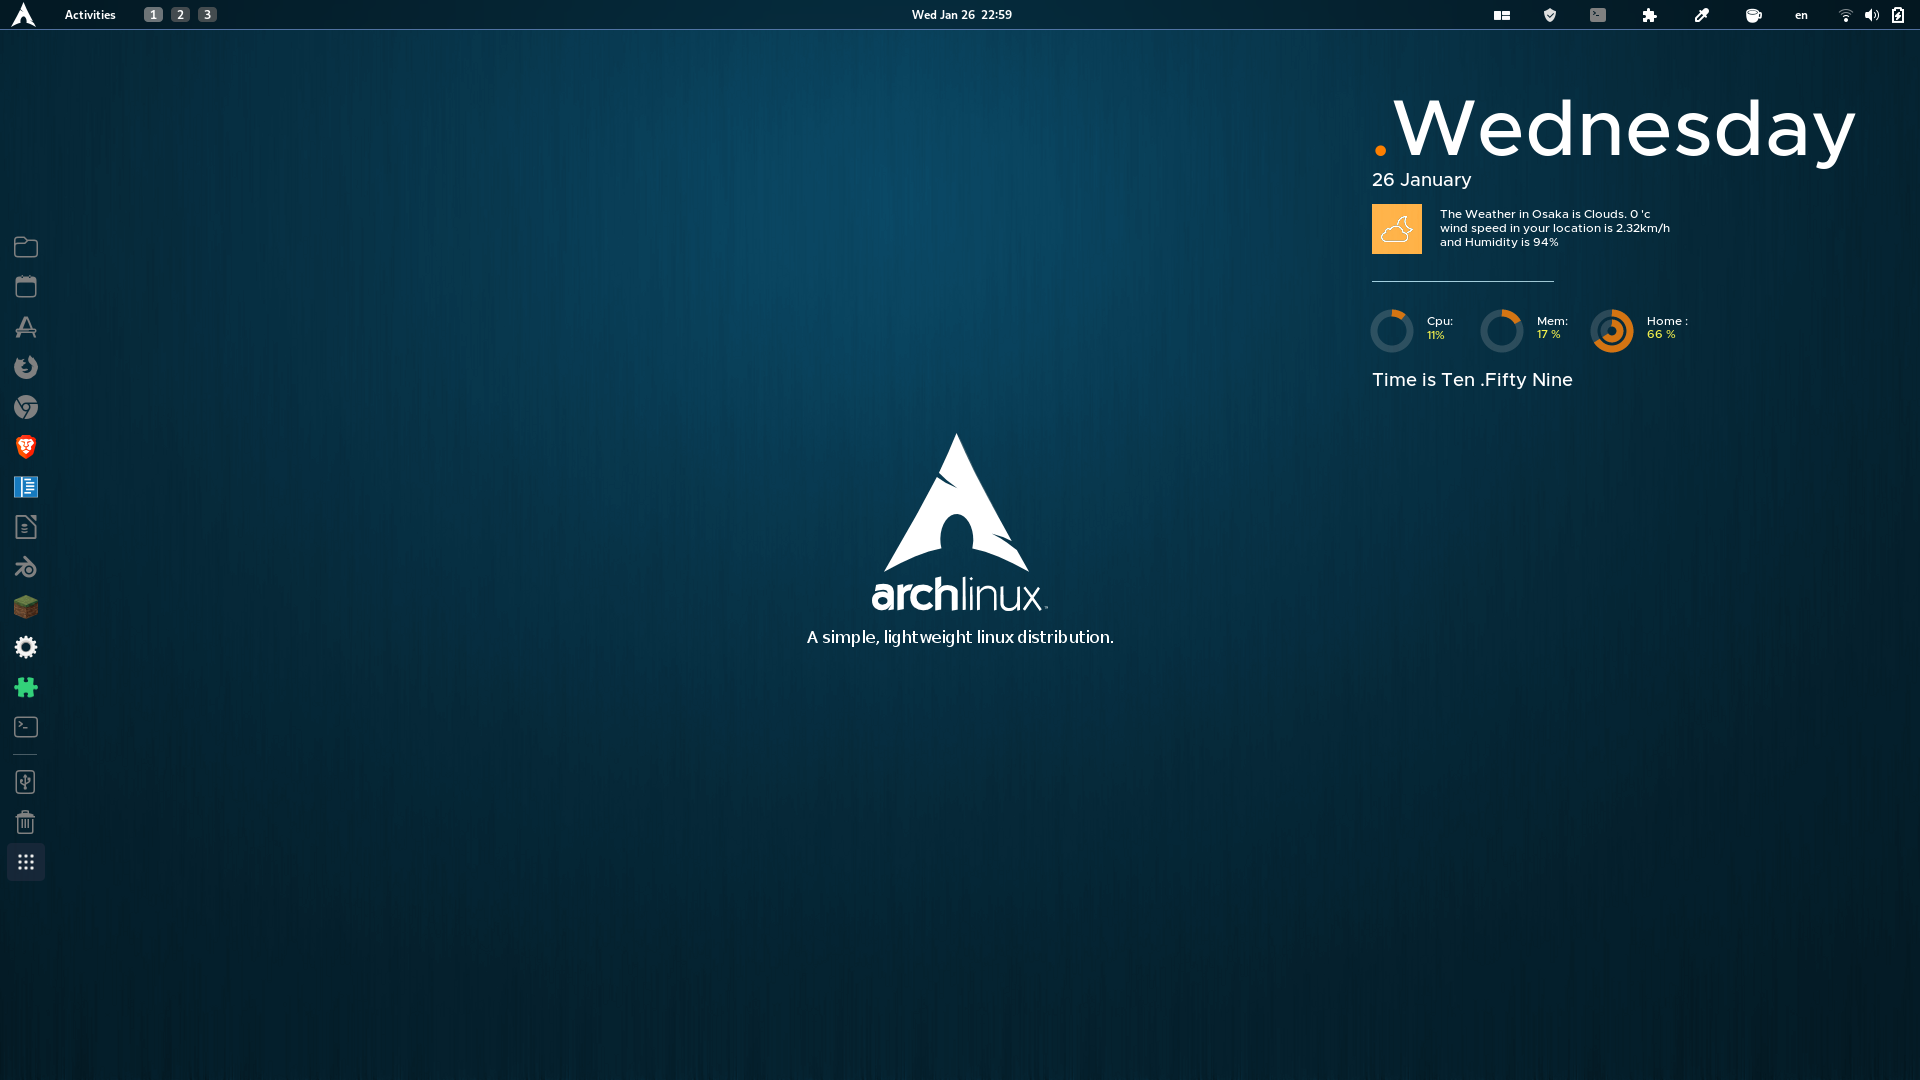 Activities
1
2
3
Wed Jan 26 22:59
en
.Wednesday
26 January
The Weather in Osaka is Clouds. 0 'c
wind speed in your location is 2.32km/h
and Humidity is 94%
Cpu:
11%
Mem:
17 %
Home :
66 %
Time is Ten .Fifty Nine
archlinux
A simple, lightweight linux distribution.